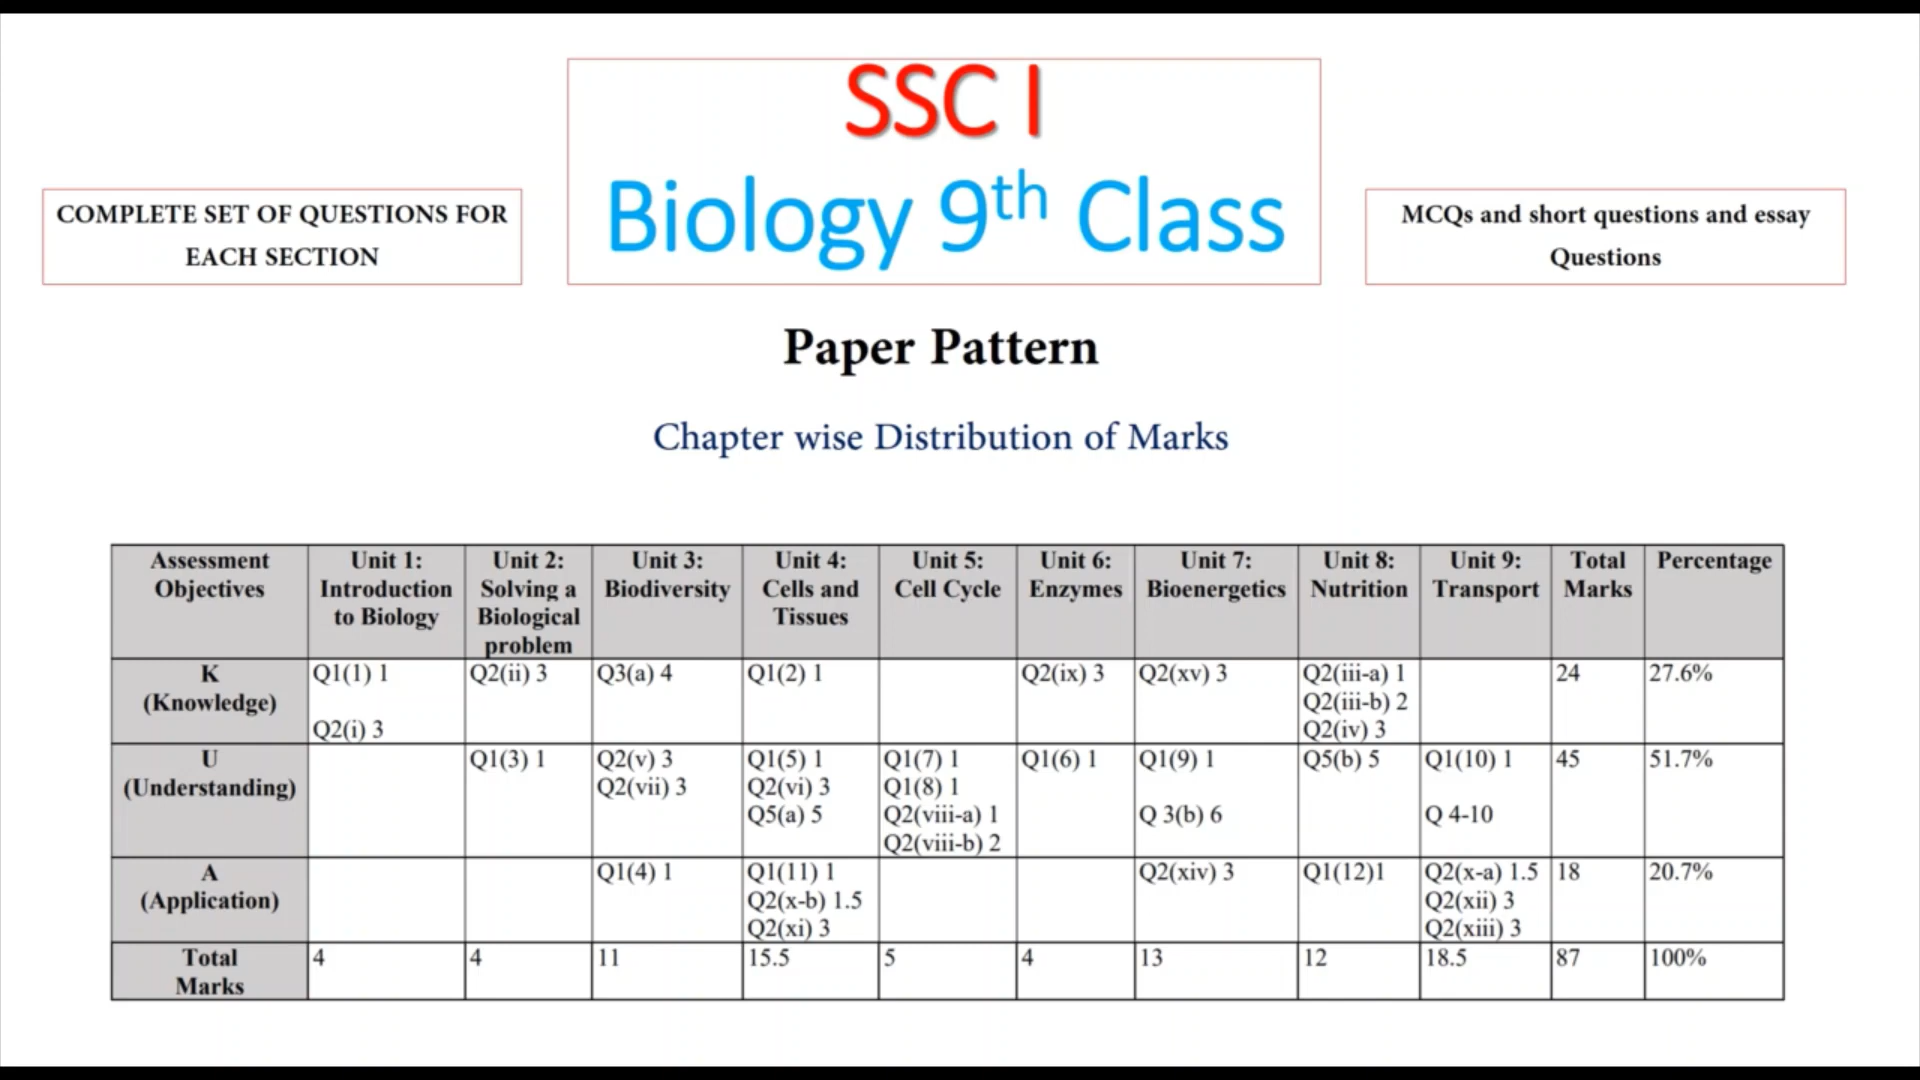 SSC I
Biology 9th Class
COMPLETE SET OF QUESTIONS FOR
EACH SECTION
MCQs and short questions and essay
Questions
Paper Pattern
Chapter wise Distribution of Marks
Assessment Objectives | Unit 1: Introduction to Biology | Unit 2: Solving a Biological problem | Unit 3: Biodiversity | Unit 4: Cells and Tissues | Unit 5: Cell Cycle | Unit 6: Enzymes | Unit 7: Bioenergetics | Unit 8: Nutrition | Unit 9: Transport | Total Marks | Percentage
K (Knowledge) | Q1(1) 1 Q2(i) 3 | Q2(ii) 3 | Q3(a) 4 | Q1(2) 1 | | Q2(ix) 3 | Q2(xv) 3 | Q2(iii-a) 1 Q2(iii-b) 2 Q2(iv) 3 | | 24 | 27.6%
U (Understanding) | | Q1(3) 1 | Q2(v) 3 Q2(vii) 3 | Q1(5) 1 Q2(vi) 3 Q5(a) 5 | Q1(7) 1 Q1(8) 1 Q2(viii-a) 1 Q2(viii-b) 2 | Q1(6) 1 | Q1(9) 1 Q 3(b) 6 | Q5(b) 5 | Q1(10) 1 Q 4-10 | 45 | 51.7%
A (Application) | | | Q1(4) 1 | Q1(11) 1 Q2(x-b) 1.5 Q2(xi) 3 | | | Q2(xiv) 3 | Q1(12)1 | Q2(x-a) 1.5 Q2(xii) 3 Q2(xiii) 3 | 18 | 20.7%
Total Marks | 4 | 4 | 11 | 15.5 | 5 | 4 | 13 | 12 | 18.5 | 87 | 100%